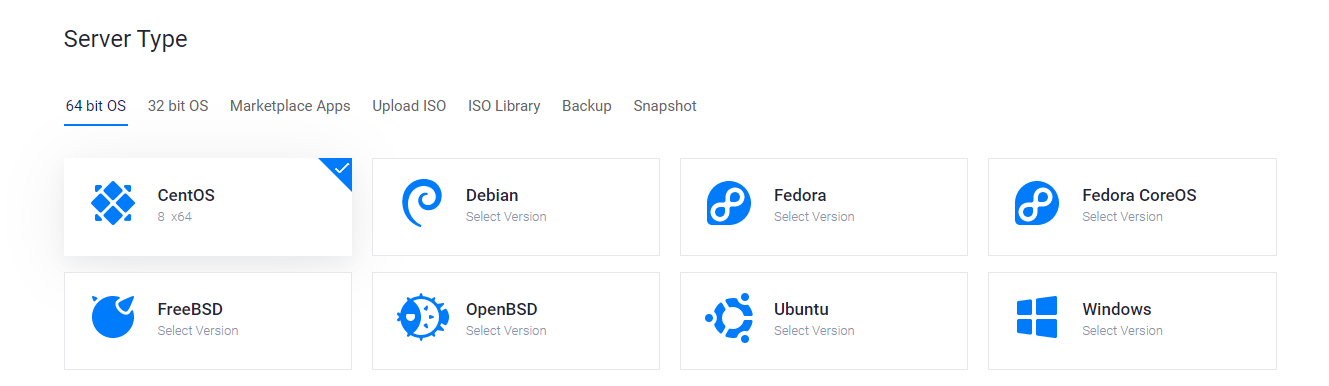 Server Type
64 bit OS 32 bit OS Marketplace Apps Upload ISO ISO Library Backup Snapshot
CentOS
8 x64
Debian
Select Version
Fedora
Select Version
Fedora CoreOS
Select Version
FreeBSD
Select Version
OpenBSD
Select Version
Ubuntu
Select Version
Windows
Select Version